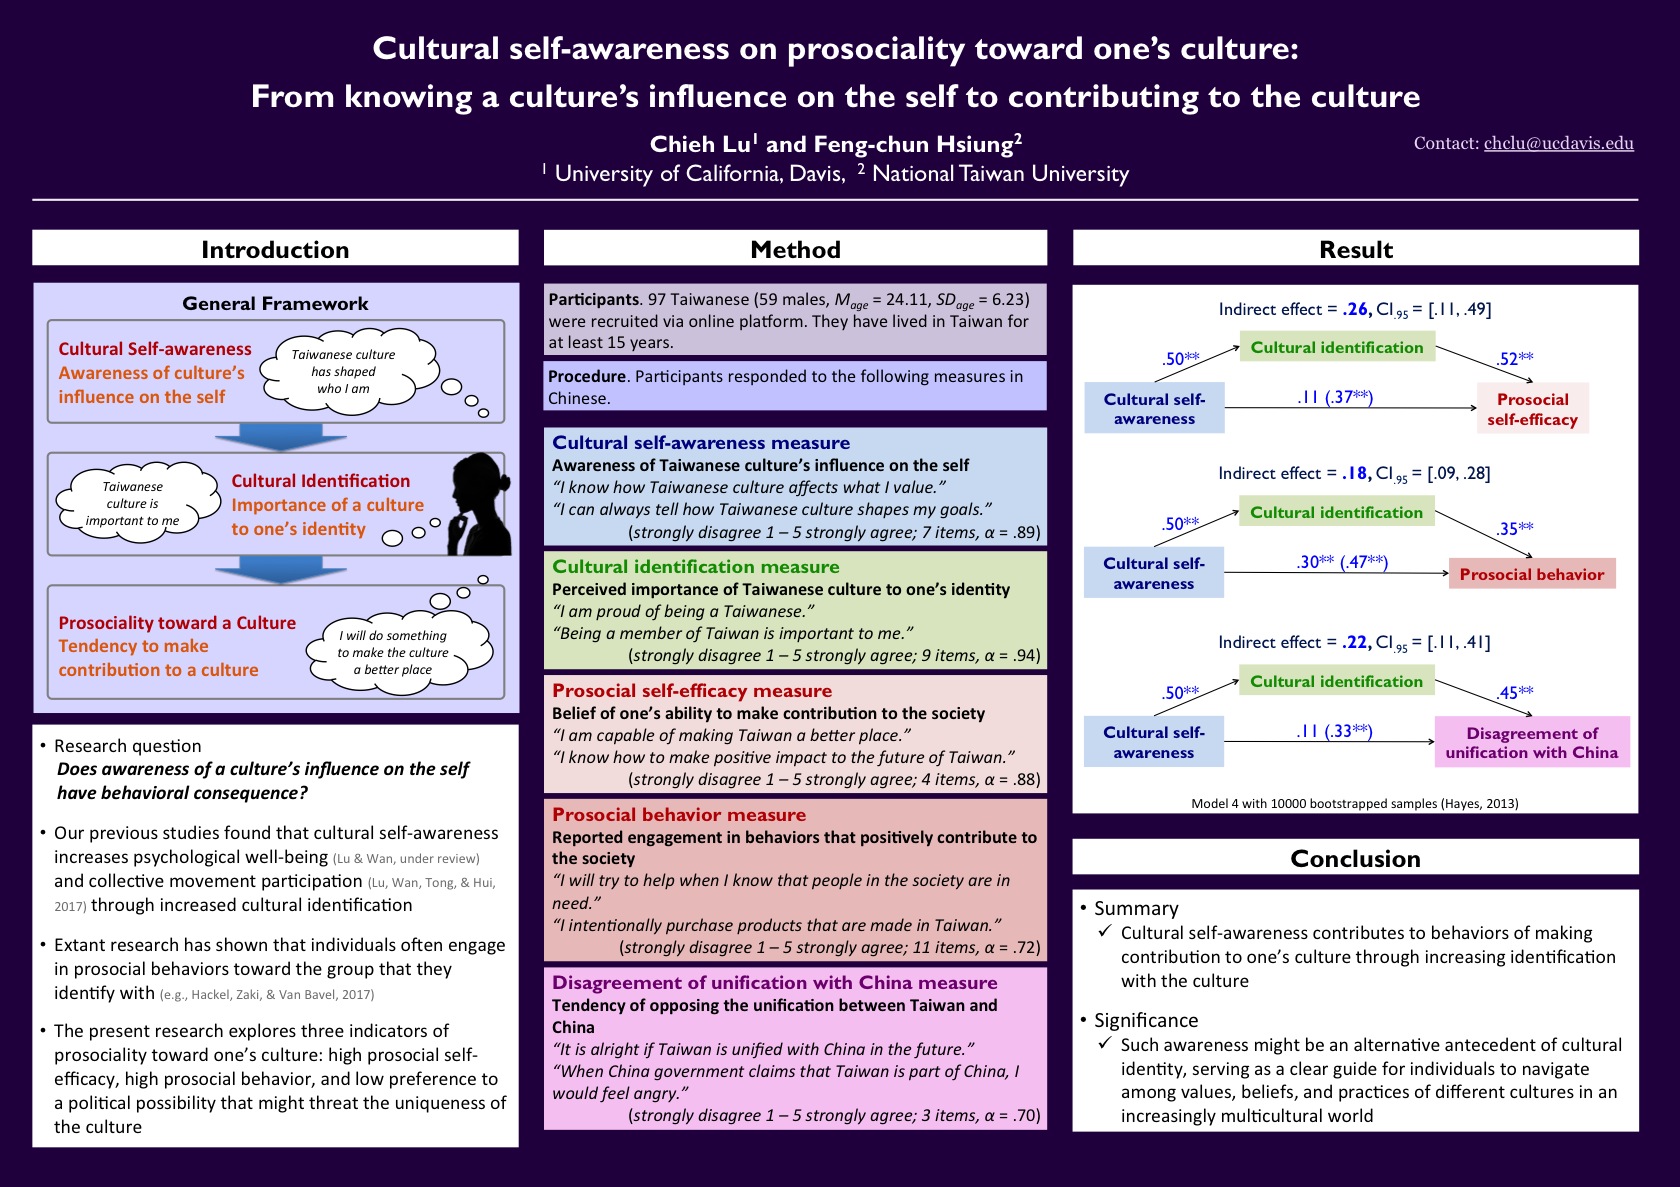 Cultural self-awareness on prosociality toward one's culture:
From knowing a culture's influence on the self to contributing to the culture
Chieh Lu¹ and Feng-chun Hsiung²
Contact: chclu@ucdavis.edu
¹ University of California, Davis, ² National Taiwan University
Introduction
General Framework
Cultural Self-awareness
Awareness of culture's
influence on the self
Taiwanese culture
has shaped
who I am
Taiwanese
culture is
important to me
Cultural Identification
Importance of a culture
to one's identity
Prosociality toward a Culture
Tendency to make
contribution to a culture
I will do something
to make the culture
a better place
• Research question
Does awareness of a culture's influence on the self
have behavioral consequence?
• Our previous studies found that cultural self-awareness
increases psychological well-being (Lu & Wan, under review)
and collective movement participation (Lu, Wan, Tong, & Hui,
2017) through increased cultural identification
• Extant research has shown that individuals often engage
in prosocial behaviors toward the group that they
identify with (e.g., Hackel, Zaki, & Van Bavel, 2017)
• The present research explores three indicators of
prosociality toward one's culture: high prosocial self-
efficacy, high prosocial behavior, and low preference to
a political possibility that might threat the uniqueness of
the culture
Method
Participants. 97 Taiwanese (59 males, Mage = 24.11, SDage = 6.23)
were recruited via online platform. They have lived in Taiwan for
at least 15 years.
Procedure. Participants responded to the following measures in
Chinese.
Cultural self-awareness measure
Awareness of Taiwanese culture's influence on the self
"I know how Taiwanese culture affects what I value."
"I can always tell how Taiwanese culture shapes my goals."
(strongly disagree 1 – 5 strongly agree; 7 items, α = .89)
Cultural identification measure
Perceived importance of Taiwanese culture to one's identity
"I am proud of being a Taiwanese."
"Being a member of Taiwan is important to me."
(strongly disagree 1 – 5 strongly agree; 9 items, α = .94)
Prosocial self-efficacy measure
Belief of one's ability to make contribution to the society
"I am capable of making Taiwan a better place."
"I know how to make positive impact to the future of Taiwan."
(strongly disagree 1 – 5 strongly agree; 4 items, α = .88)
Prosocial behavior measure
Reported engagement in behaviors that positively contribute to
the society
"I will try to help when I know that people in the society are in
need."
"I intentionally purchase products that are made in Taiwan."
(strongly disagree 1 – 5 strongly agree; 11 items, α = .72)
Disagreement of unification with China measure
Tendency of opposing the unification between Taiwan and
China
"It is alright if Taiwan is unified with China in the future."
"When China government claims that Taiwan is part of China, I
would feel angry."
(strongly disagree 1 – 5 strongly agree; 3 items, α = .70)
Result
Indirect effect = .26, CI.95 = [.11, .49]
Cultural identification
.50**
.52**
Cultural self-
awareness
.11 (.37**)
Prosocial
self-efficacy
Indirect effect = .18, CI.95 = [.09, .28]
Cultural identification
.50**
.35**
Cultural self-
awareness
.30** (.47**)
Prosocial behavior
Indirect effect = .22, CI.95 = [.11, .41]
Cultural identification
.50**
.45**
Cultural self-
awareness
.11 (.33**)
Disagreement of
unification with China
Model 4 with 10000 bootstrapped samples (Hayes, 2013)
Conclusion
• Summary
✓ Cultural self-awareness contributes to behaviors of making
contribution to one's culture through increasing identification
with the culture
• Significance
✓ Such awareness might be an alternative antecedent of cultural
identity, serving as a clear guide for individuals to navigate
among values, beliefs, and practices of different cultures in an
increasingly multicultural world